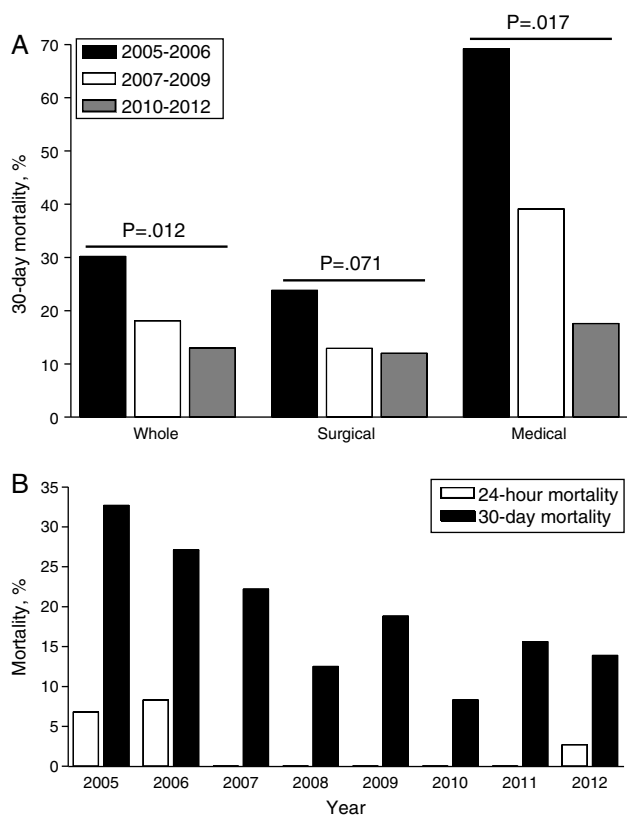 A
P=.017
70
2005-2006
2007-2009
2010-2012
60
50
40
30
20
10
0
30-day mortality, %
P=.012
P=.071
Whole Surgical Medical
B
35
30
25
20
15
10
5
0
Mortality, %
24-hour mortality
30-day mortality
2005 2006 2007 2008 2009 2010 2011 2012
Year